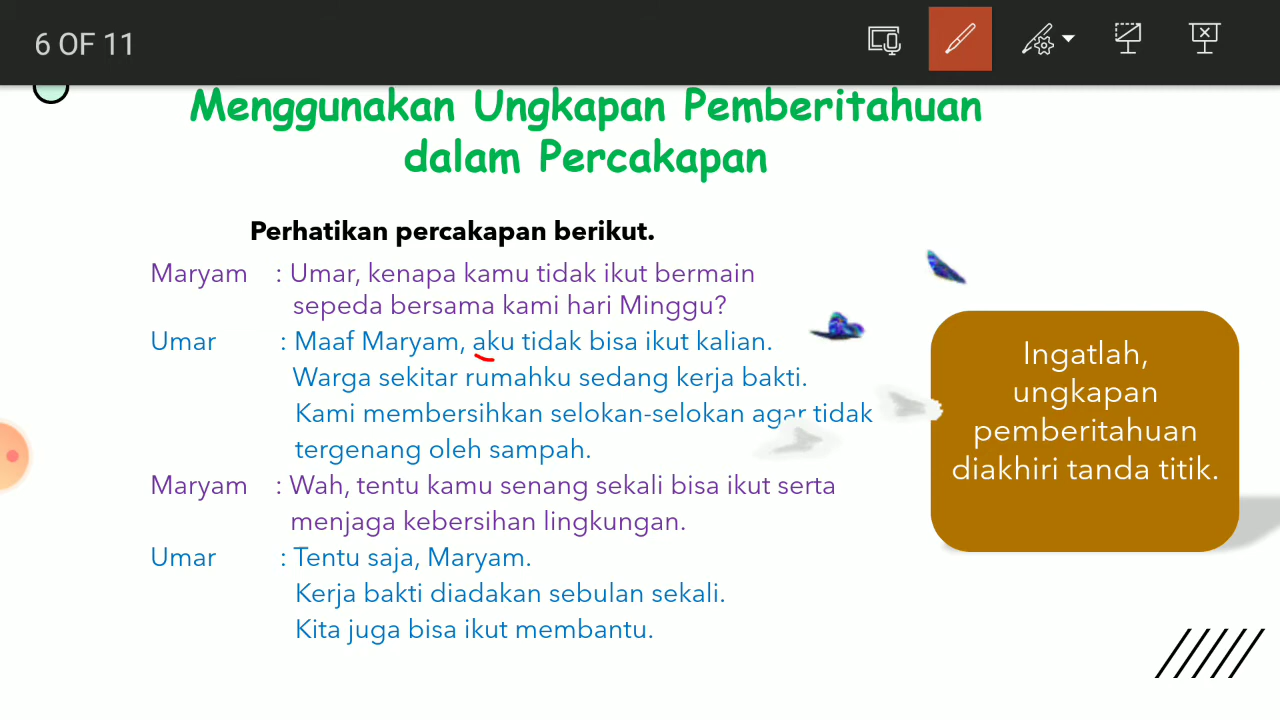 6 OF 11
Menggunakan Ungkapan Pemberitahuan
dalam Percakapan
Perhatikan percakapan berikut.
Maryam : Umar, kenapa kamu tidak ikut bermain
sepeda bersama kami hari Minggu?
Umar : Maaf Maryam, aku tidak bisa ikut kalian.
Warga sekitar rumahku sedang kerja bakti.
Kami membersihkan selokan-selokan agar tidak
tergenang oleh sampah.
Maryam : Wah, tentu kamu senang sekali bisa ikut serta
menjaga kebersihan lingkungan.
Umar : Tentu saja, Maryam.
Kerja bakti diadakan sebulan sekali.
Kita juga bisa ikut membantu.
Ingatlah,
ungkapan
pemberitahuan
diakhiri tanda titik.